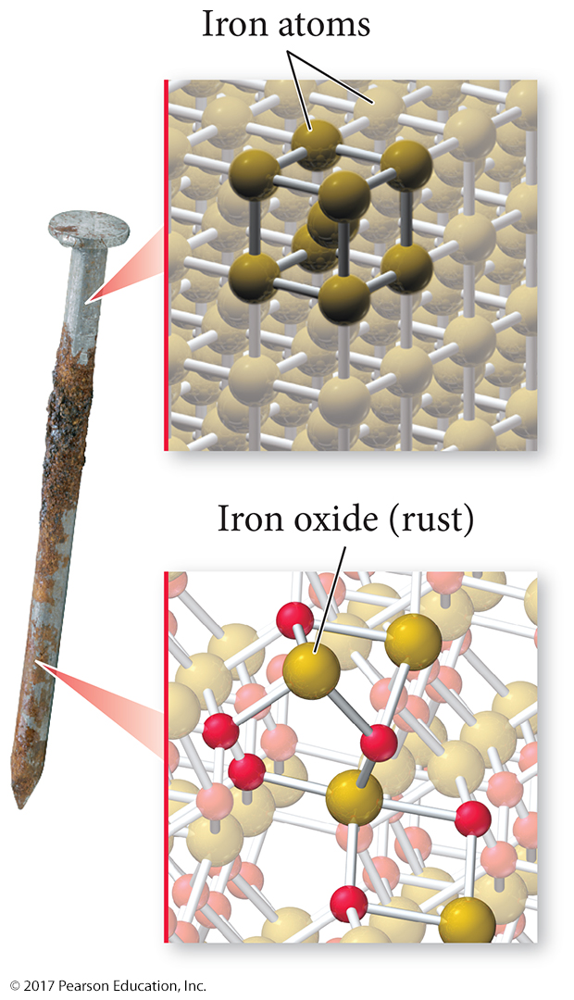 Iron atoms
Iron oxide (rust)
© 2017 Pearson Education, Inc.